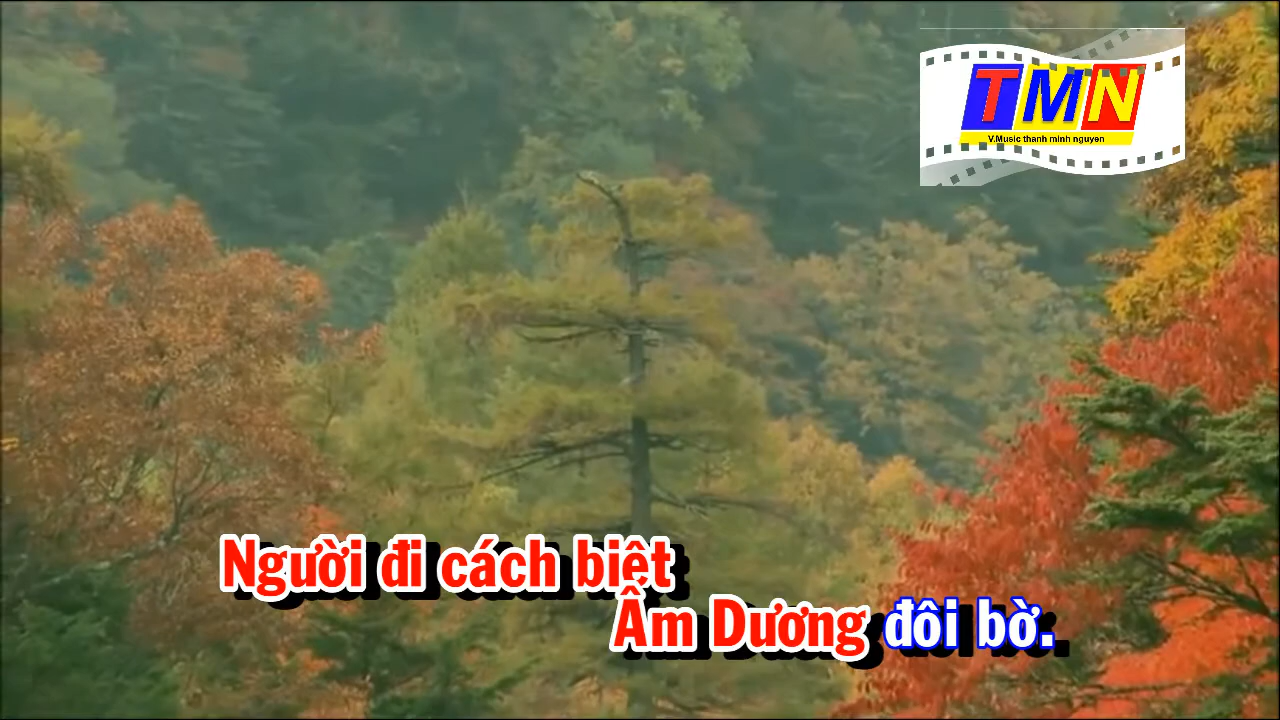 TMN
V.Music thanh minh nguyen
Người đi cách biệt
Âm Dương đôi bờ.